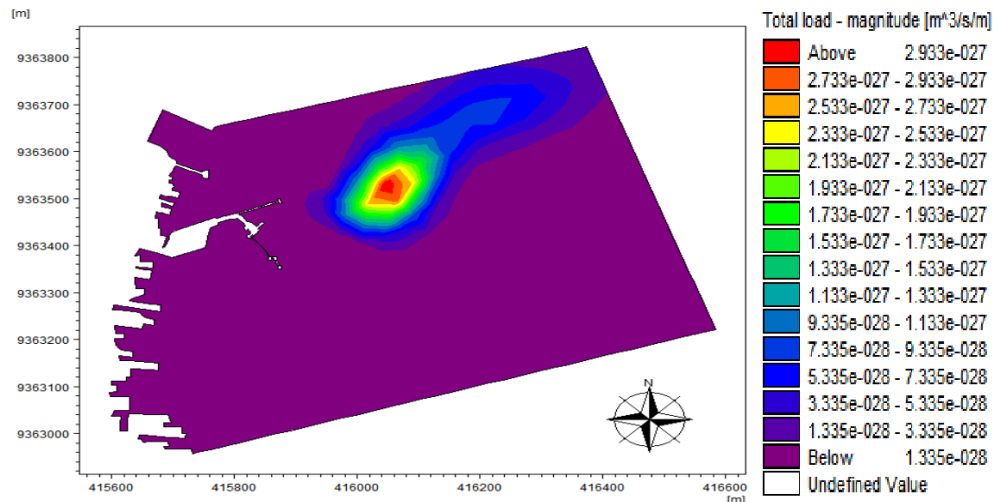 [m]
9363800
9363700
9363600
9363500
9363400
9363300
9363200
9363100
9363000
415600 415800 416000 416200 416400 416600
[m]
N
Total load - magnitude [m^3/s/m]
Above 2.933e-027
2.733e-027 - 2.933e-027
2.533e-027 - 2.733e-027
2.333e-027 - 2.533e-027
2.133e-027 - 2.333e-027
1.933e-027 - 2.133e-027
1.733e-027 - 1.933e-027
1.533e-027 - 1.733e-027
1.333e-027 - 1.533e-027
1.133e-027 - 1.333e-027
9.335e-028 - 1.133e-027
7.335e-028 - 9.335e-028
5.335e-028 - 7.335e-028
3.335e-028 - 5.335e-028
1.335e-028 - 3.335e-028
Below 1.335e-028
Undefined Value